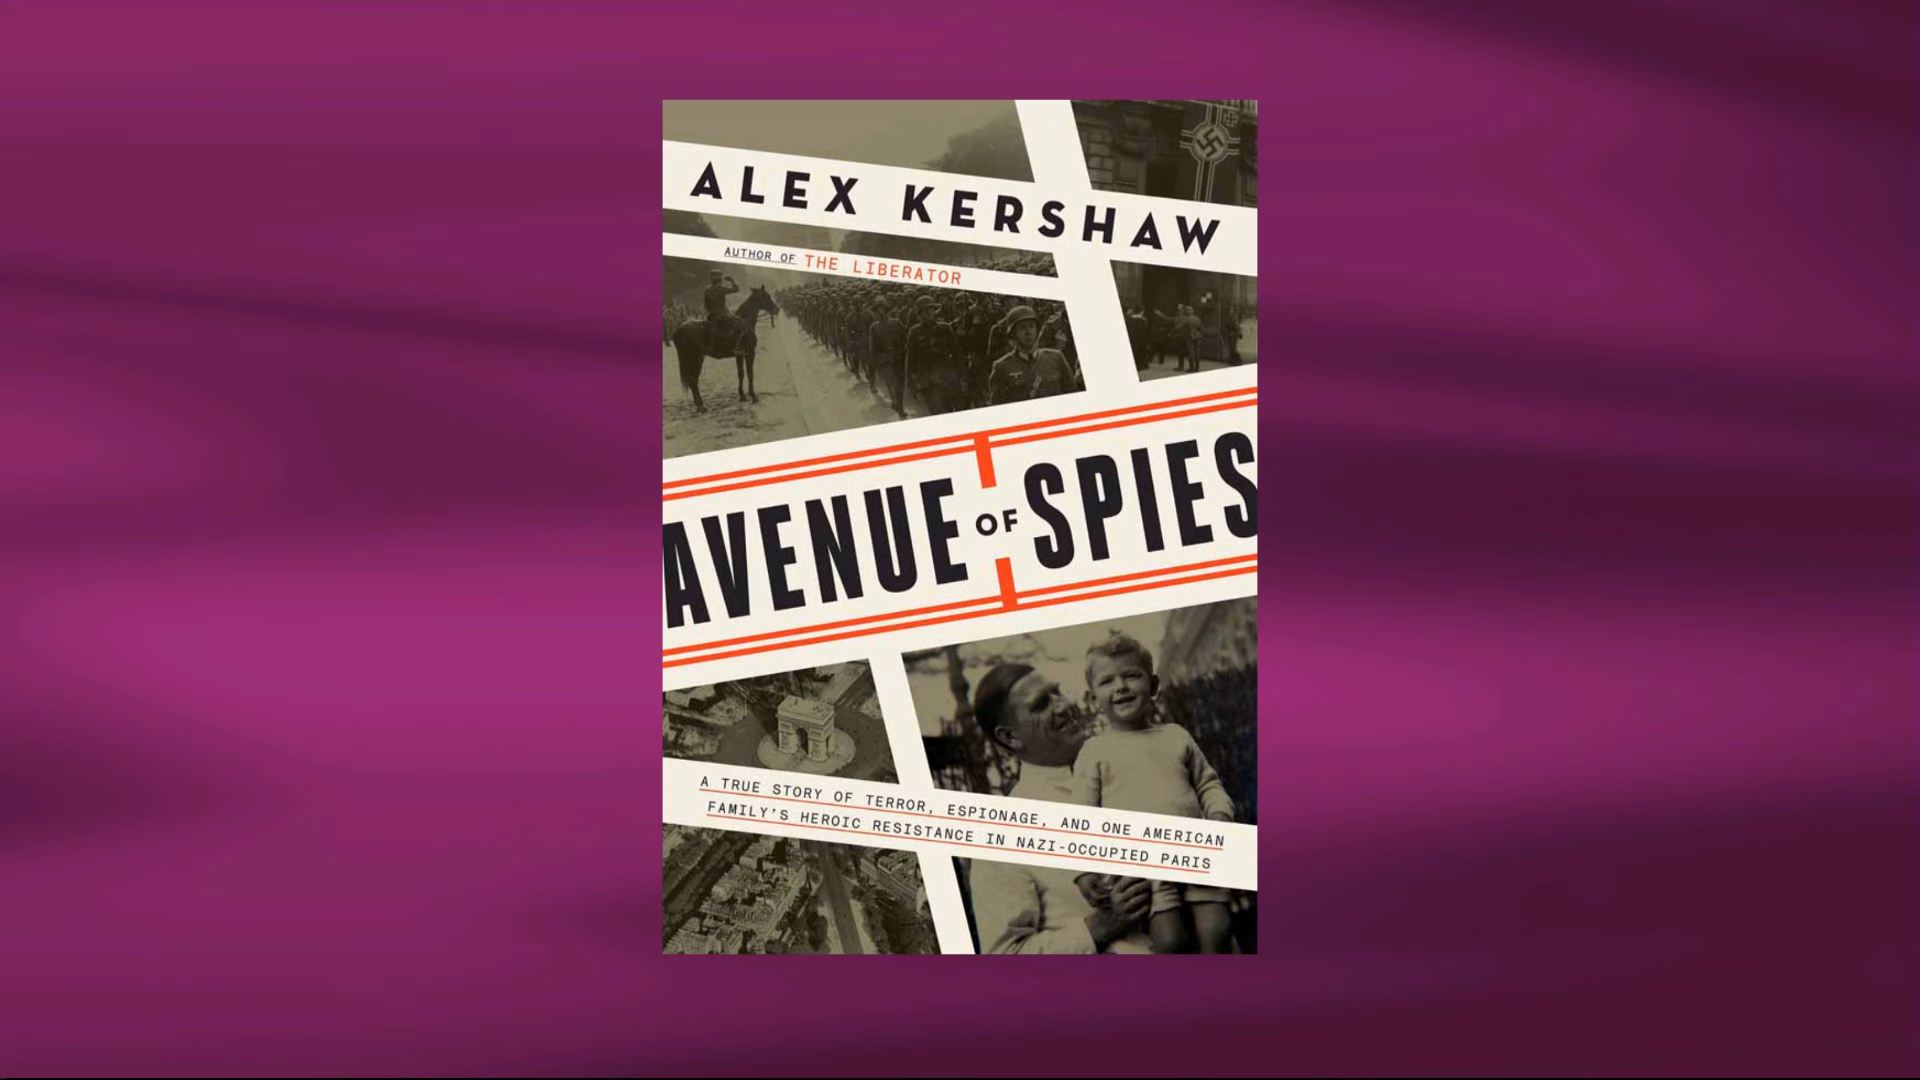 ALEX KERSHAW
AUTHOR OF THE LIBERATOR
AVENUE OF SPIES
A TRUE STORY OF TERROR, ESPIONAGE, AND ONE AMERICAN
FAMILY'S HEROIC RESISTANCE IN NAZI-OCCUPIED PARIS